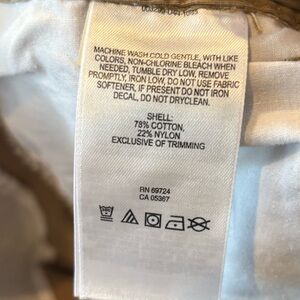 MACHINE WASH COLD GENTLE, WITH LIKE
COLORS, NON-CHLORINE BLEACH WHEN
NEEDED, TUMBLE DRY LOW, REMOVE
PROMPTLY, IRON LOW, DO NOT USE FABRIC
SOFTENER, IF PRESENT DO NOT IRON
DECAL, DO NOT DRYCLEAN.
SHELL:
78% COTTON,
22% NYLON
EXCLUSIVE OF TRIMMING
RN 69724
CA 05367